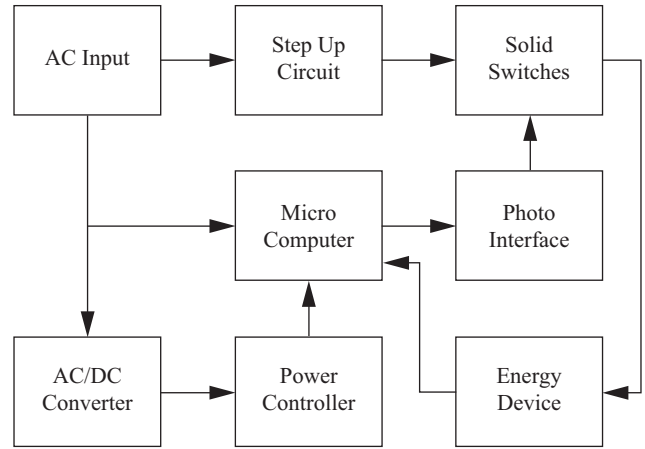 AC Input
Step Up
Circuit
Solid
Switches
Micro
Computer
Photo
Interface
AC/DC
Converter
Power
Controller
Energy
Device